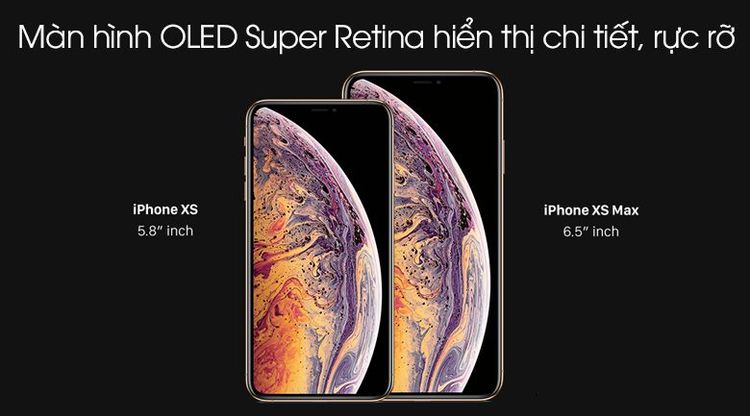 Màn hình OLED Super Retina hiển thị chi tiết, rực rỡ
iPhone XS
5.8″ inch
iPhone XS Max
6.5″ inch